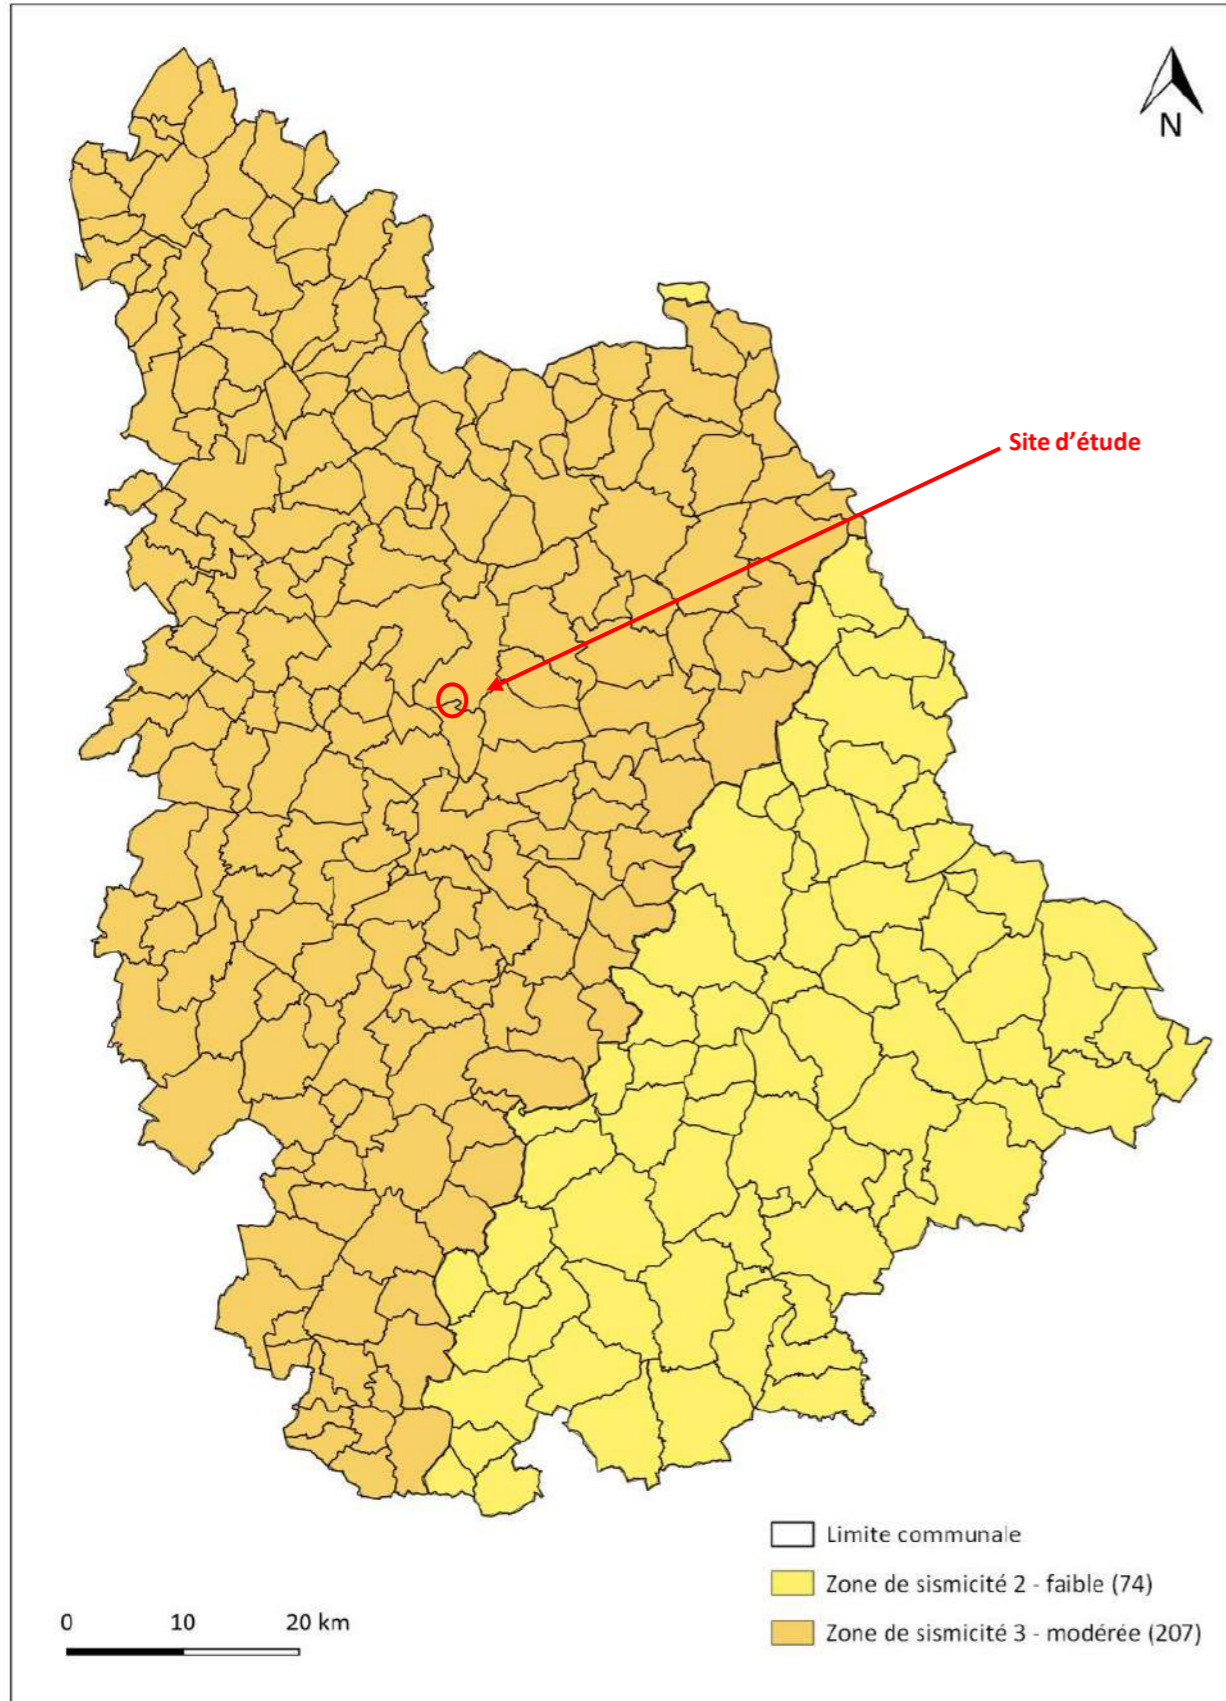 N
Site d’étude
Limite communale
Zone de sismicité 2 - faible (74)
Zone de sismicité 3 - modérée (207)
0 10 20 km